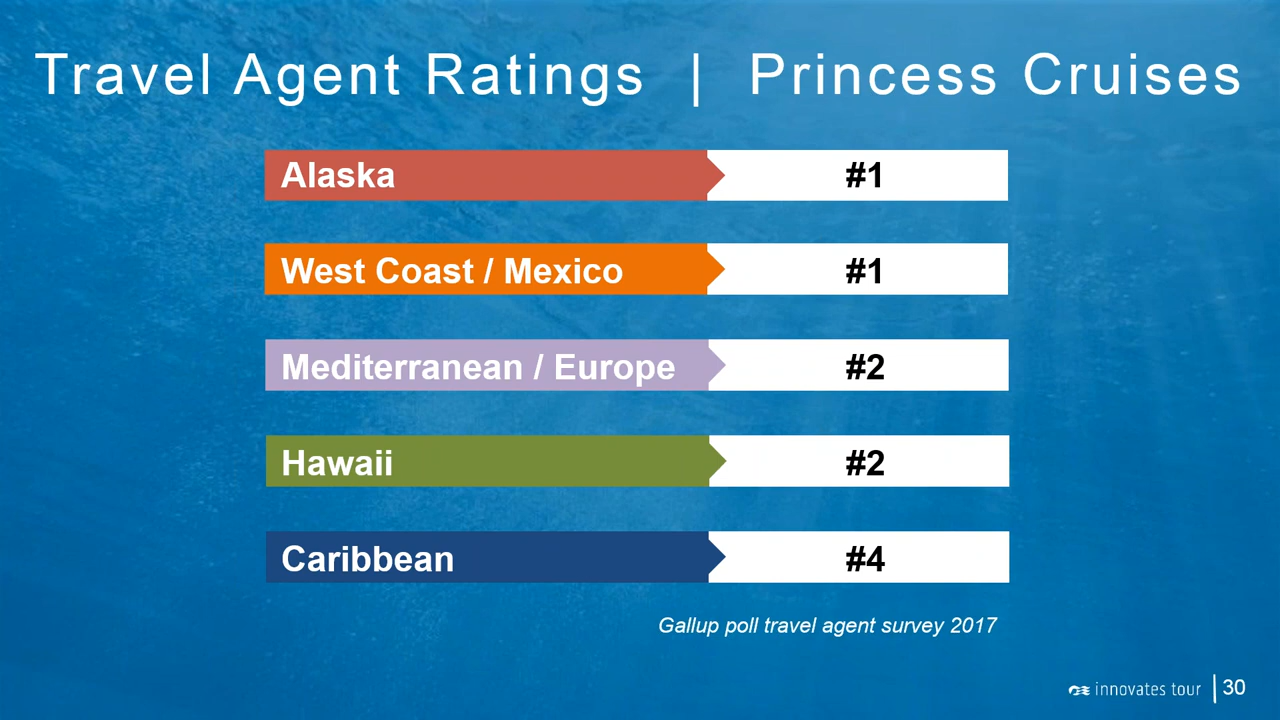 Travel Agent Ratings | Princess Cruises
Alaska #1
West Coast / Mexico #1
Mediterranean / Europe #2
Hawaii #2
Caribbean #4
Gallup poll travel agent survey 2017
innovates tour | 30